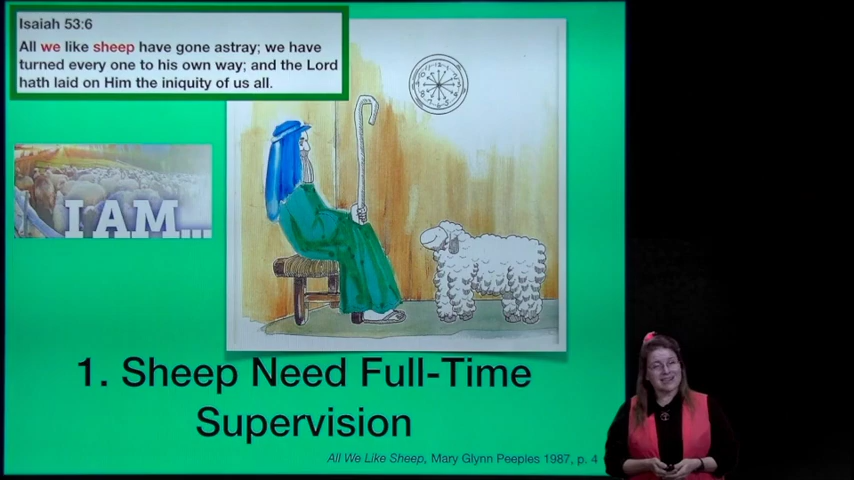 Isaiah 53:6
All we like sheep have gone astray; we have
turned every one to his own way; and the Lord
hath laid on Him the iniquity of us all.
I AM...
1. Sheep Need Full-Time
Supervision
All We Like Sheep, Mary Glynn Peeples 1987, p. 4